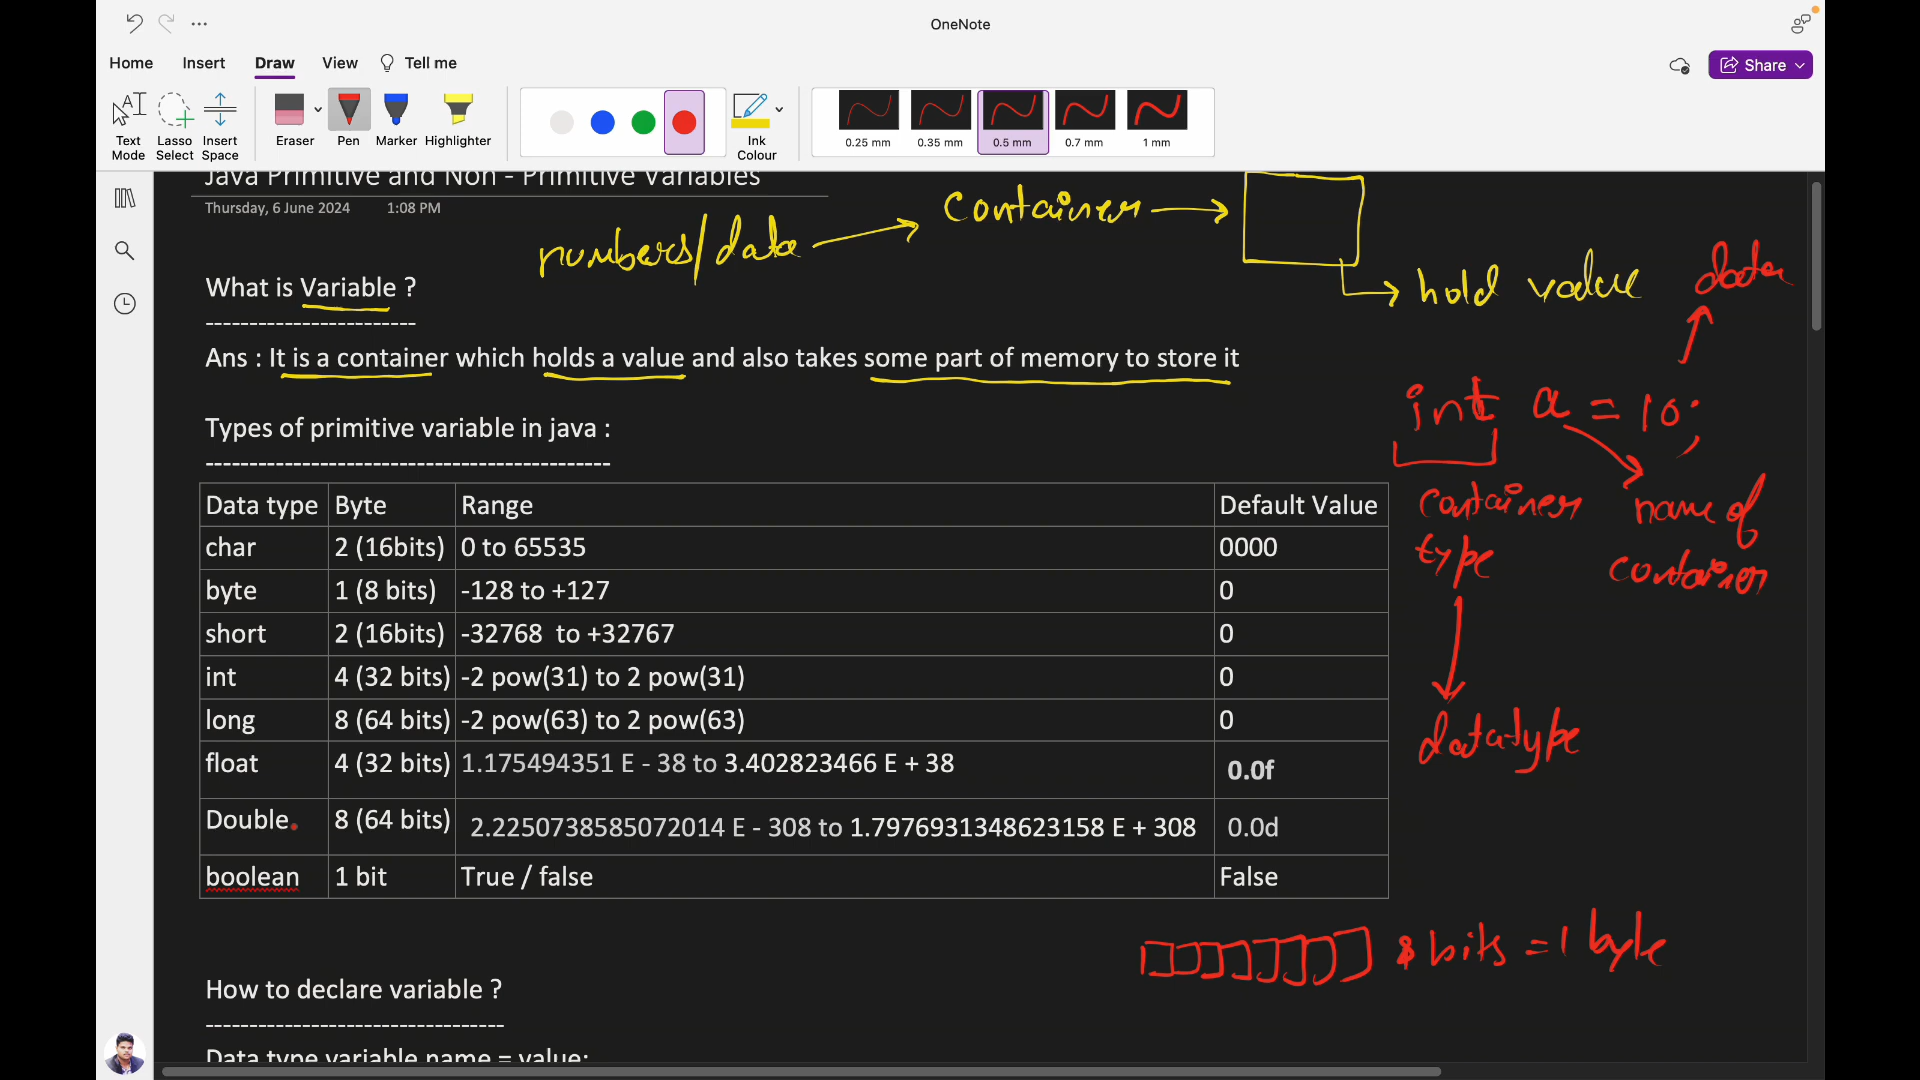 OneNote
Home Insert Draw View Tell me
Share
Text Mode
Lasso Select
Insert Space
Eraser
Pen
Marker
Highlighter
Ink Colour
0.25 mm
0.35 mm
0.5 mm
0.7 mm
1 mm
Java Primitive and Non - Primitive Variables
Thursday, 6 June 2024 1:08 PM
numbers/data
Container
hold value
What is Variable ?
------------------------------
Ans : It is a container which holds a value and also takes some part of memory to store it
data
int a = 10;
container type
name of container
datatype
Types of primitive variable in java :
----------------------------------------------------------
Data type Byte Range Default Value
char 2 (16bits) 0 to 65535 0000
byte 1 (8 bits) -128 to +127 0
short 2 (16bits) -32768 to +32767 0
int 4 (32 bits) -2 pow(31) to 2 pow(31) 0
long 8 (64 bits) -2 pow(63) to 2 pow(63) 0
float 4 (32 bits) 1.175494351 E - 38 to 3.402823466 E + 38 0.0f
Double. 8 (64 bits) 2.2250738585072014 E - 308 to 1.7976931348623158 E + 308 0.0d
boolean 1 bit True / false False
8 bits = 1 byte
How to declare variable ?
-------------------------------------------
Data type variable name = value;